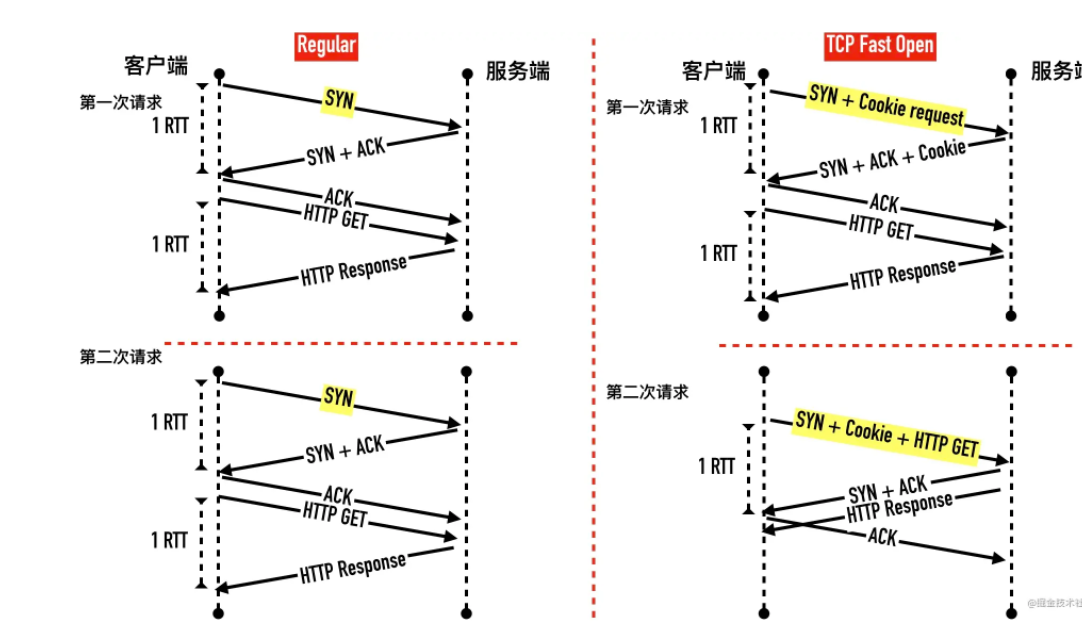 Regular
客户端
服务端
第一次请求
1 RTT
SYN
SYN + ACK
ACK
HTTP GET
1 RTT
HTTP Response
第二次请求
1 RTT
SYN
SYN + ACK
ACK
HTTP GET
1 RTT
HTTP Response
TCP Fast Open
客户端
服务端
第一次请求
1 RTT
SYN + Cookie request
SYN + ACK + Cookie
ACK
HTTP GET
1 RTT
HTTP Response
第二次请求
SYN + Cookie + HTTP GET
1 RTT
SYN + ACK
HTTP Response
ACK
@掘金技术社